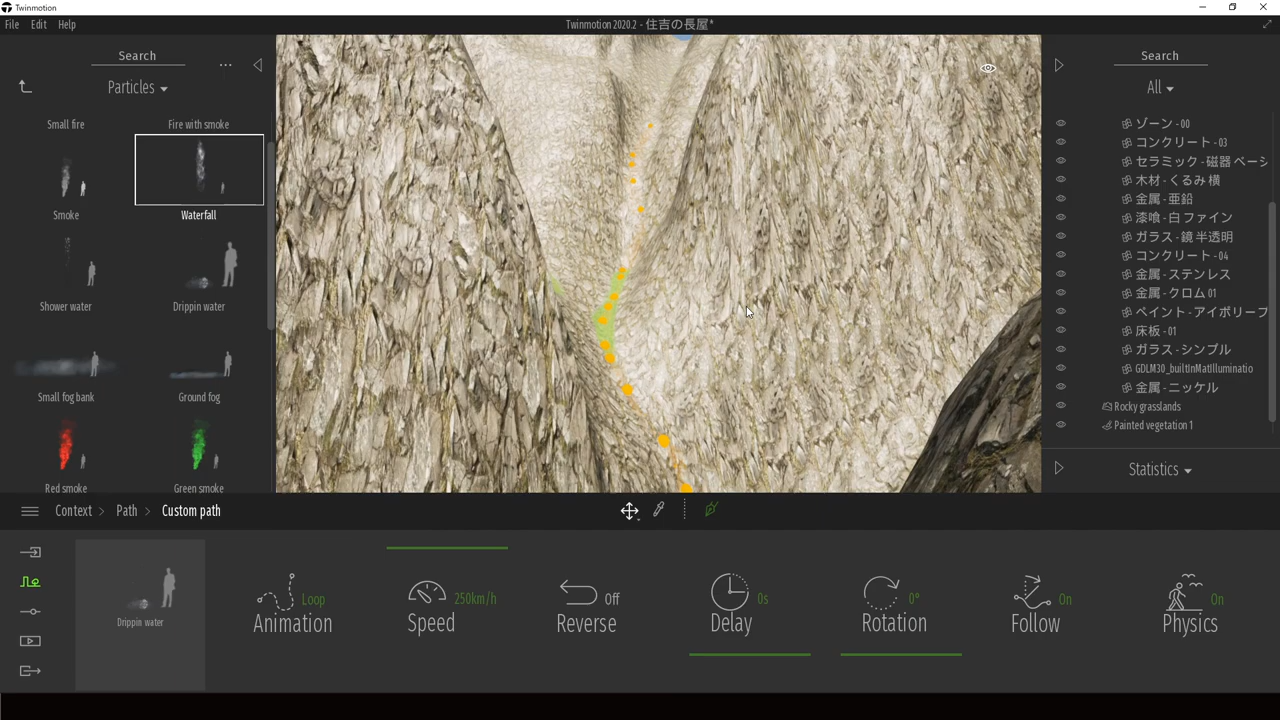 Twinmotion
File Edit Help
Twinmotion 2020.2 - 住吉の長屋*
Search
...
Particles
Small fire
Fire with smoke
Smoke
Waterfall
Shower water
Drippin water
Small fog bank
Ground fog
Red smoke
Green smoke
Search
All
ゾーン - 00
コンクリート - 03
セラミック - 磁器 ベーシ
木材 - くるみ 横
金属 - 亜鉛
漆喰 - 白 ファイン
ガラス - 鏡 半透明
コンクリート - 04
金属 - ステンレス
金属 - クロム 01
ペイント - アイボリーブ
床板 - 01
ガラス - シンプル
GDLM30_builtInMatIlluminatio
金属 - ニッケル
Rocky grasslands
Painted vegetation 1
Statistics
Context > Path > Custom path
Drippin water
Loop
Animation
250km/h
Speed
Off
Reverse
0s
Delay
0°
Rotation
On
Follow
On
Physics